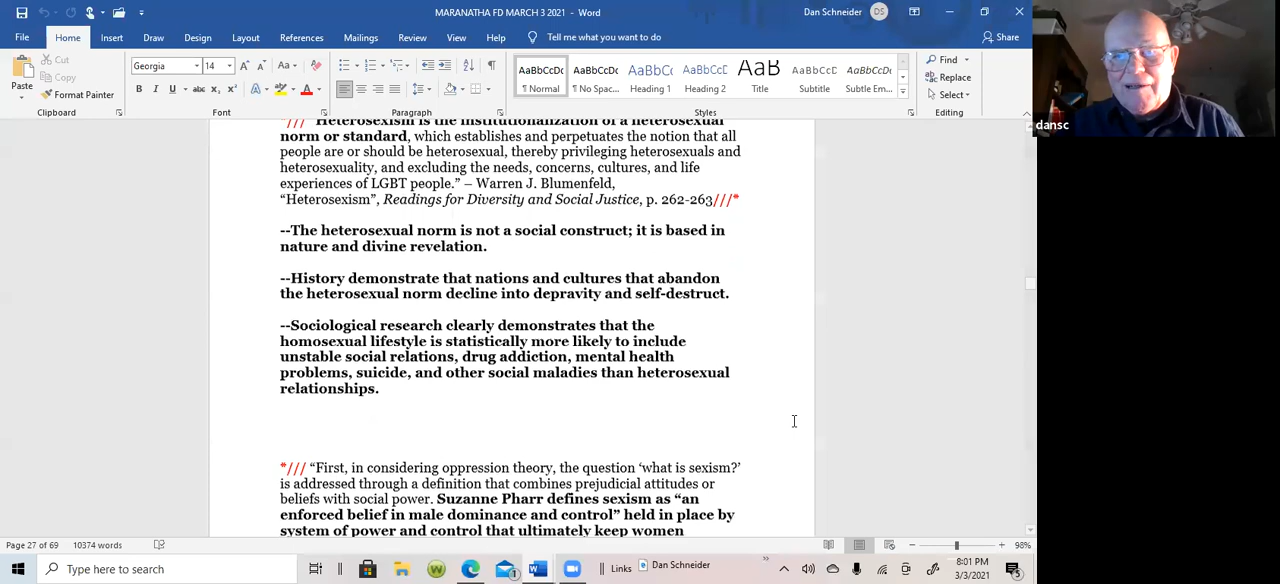 MARANATHA FD MARCH 3 2021 - Word
Dan Schneider
DS
File Home Insert Draw Design Layout References Mailings Review View Help Tell me what you want to do
Share
Paste
Cut
Copy
Format Painter
Georgia 14
AaBbCcDc AaBbCcDc AaBbCc AaBbCcD AaB AaBbCcD AaBbCcDt
¶ Normal ¶ No Spac... Heading 1 Heading 2 Title Subtitle Subtle Em...
Find
Replace
Select
Clipboard Font Paragraph Styles Editing
dansc
*/// "Heterosexism is the institutionalization of a heterosexual
norm or standard, which establishes and perpetuates the notion that all
people are or should be heterosexual, thereby privileging heterosexuals and
heterosexuality, and excluding the needs, concerns, cultures, and life
experiences of LGBT people." – Warren J. Blumenfeld,
"Heterosexism", Readings for Diversity and Social Justice, p. 262-263///*
--The heterosexual norm is not a social construct; it is based in
nature and divine revelation.
--History demonstrate that nations and cultures that abandon
the heterosexual norm decline into depravity and self-destruct.
--Sociological research clearly demonstrates that the
homosexual lifestyle is statistically more likely to include
unstable social relations, drug addiction, mental health
problems, suicide, and other social maladies than heterosexual
relationships.
*/// "First, in considering oppression theory, the question 'what is sexism?'
is addressed through a definition that combines prejudicial attitudes or
beliefs with social power. Suzanne Pharr defines sexism as "an
enforced belief in male dominance and control" held in place by
system of power and control that ultimately keep women
Page 27 of 69 10374 words
98%
Type here to search
Links
Dan Schneider
8:01 PM
3/3/2021